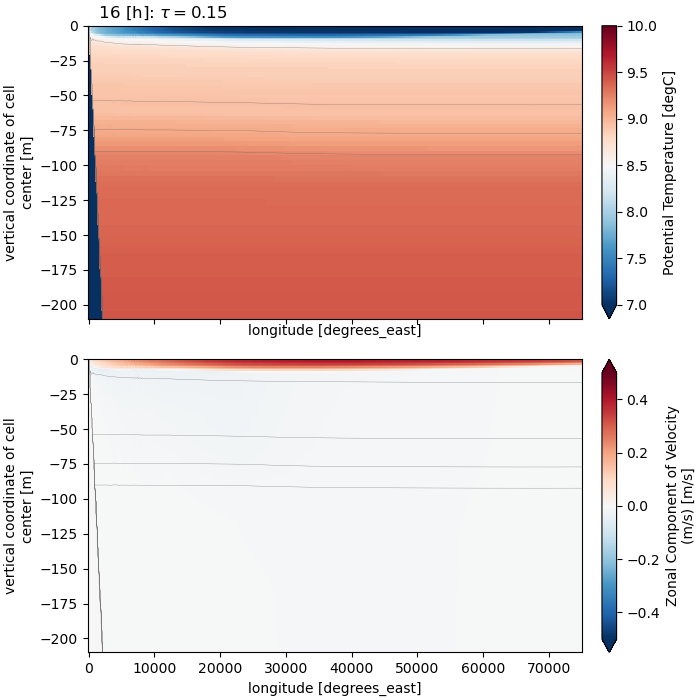 16 [h]: τ = 0.15
0
−25
−50
−75
−100
−125
−150
−175
−200
vertical coordinate of cell
center [m]
longitude [degrees_east]
10.0
9.5
9.0
8.5
8.0
7.5
7.0
Potential Temperature [degC]
0
−25
−50
−75
−100
−125
−150
−175
−200
vertical coordinate of cell
center [m]
0 10000 20000 30000 40000 50000 60000 70000
longitude [degrees_east]
0.4
0.2
0.0
−0.2
−0.4
Zonal Component of Velocity
(m/s) [m/s]